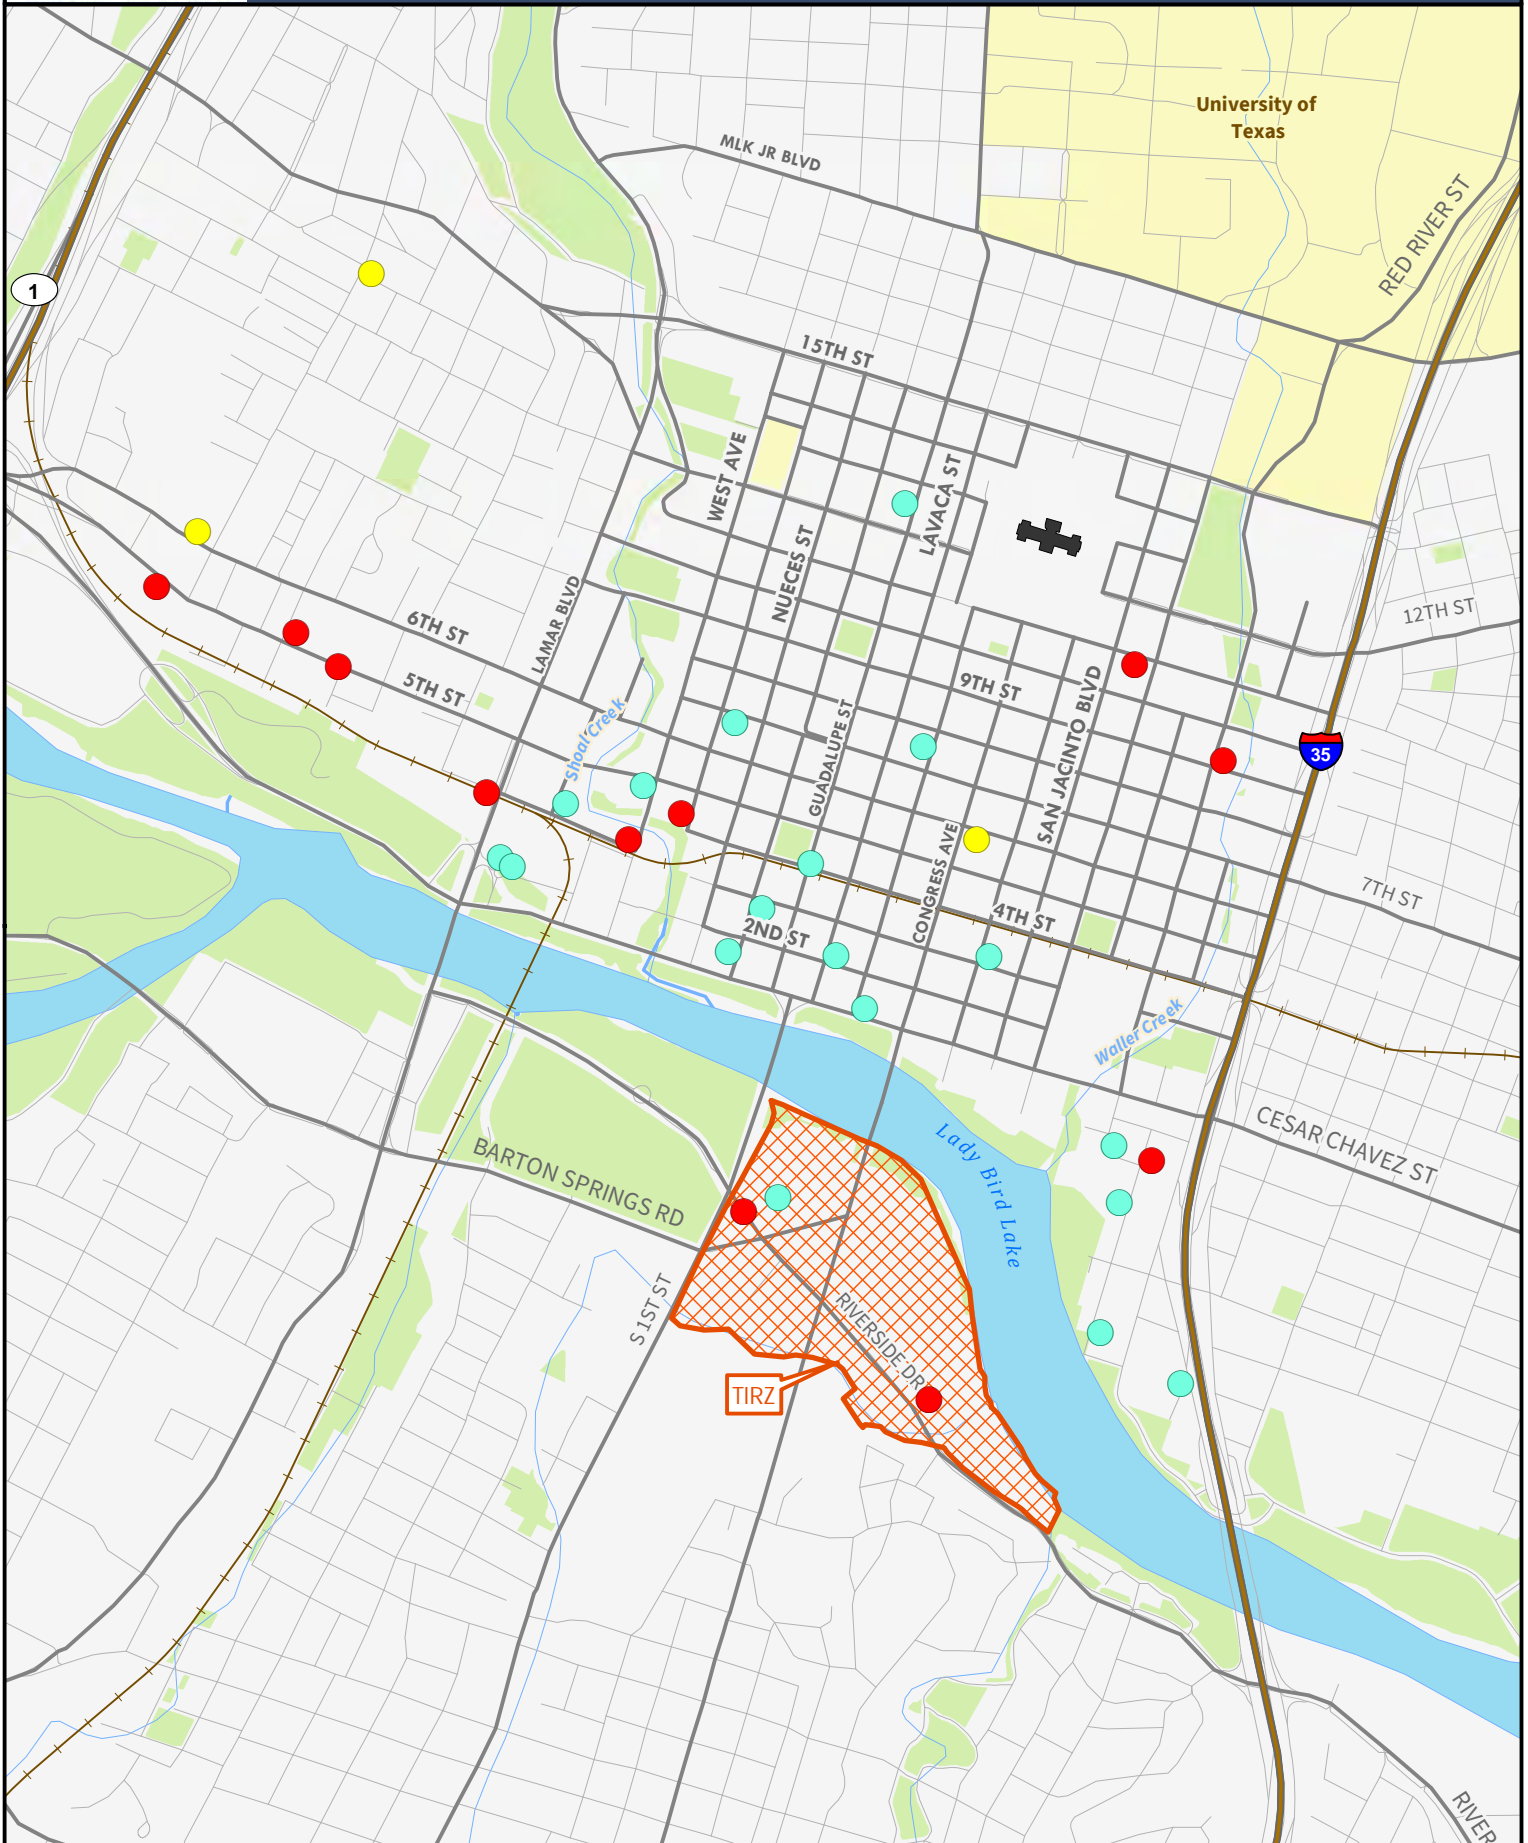 University of
Texas
MLK JR BLVD
RED RIVER ST
1
15TH ST
WEST AVE
LAVACA ST
NUECES ST
LAMAR BLVD
6TH ST
12TH ST
5TH ST
9TH ST
Shoal Creek
GUADALUPE ST
SAN JACINTO BLVD
35
CONGRESS AVE
7TH ST
2ND ST
4TH ST
Waller Creek
CESAR CHAVEZ ST
BARTON SPRINGS RD
Lady Bird Lake
S 1ST ST
RIVERSIDE DR
TIRZ
RIVER